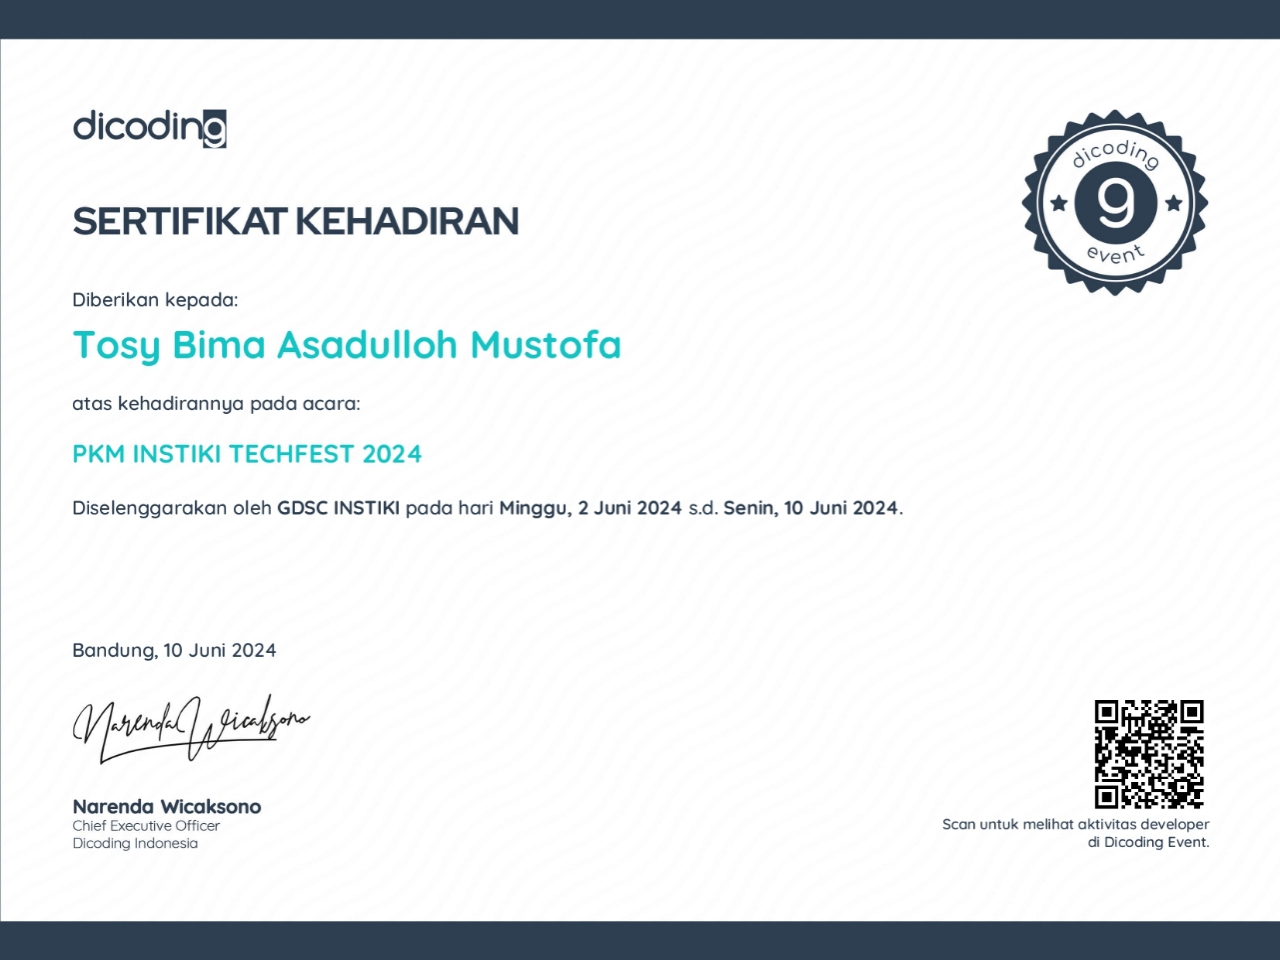 dicoding
dicoding
9
event
SERTIFIKAT KEHADIRAN
Diberikan kepada:
Tosy Bima Asadulloh Mustofa
atas kehadirannya pada acara:
PKM INSTIKI TECHFEST 2024
Diselenggarakan oleh GDSC INSTIKI pada hari Minggu, 2 Juni 2024 s.d. Senin, 10 Juni 2024.
Bandung, 10 Juni 2024
Narenda Wicaksono
Narenda Wicaksono
Chief Executive Officer
Dicoding Indonesia
Scan untuk melihat aktivitas developer
di Dicoding Event.